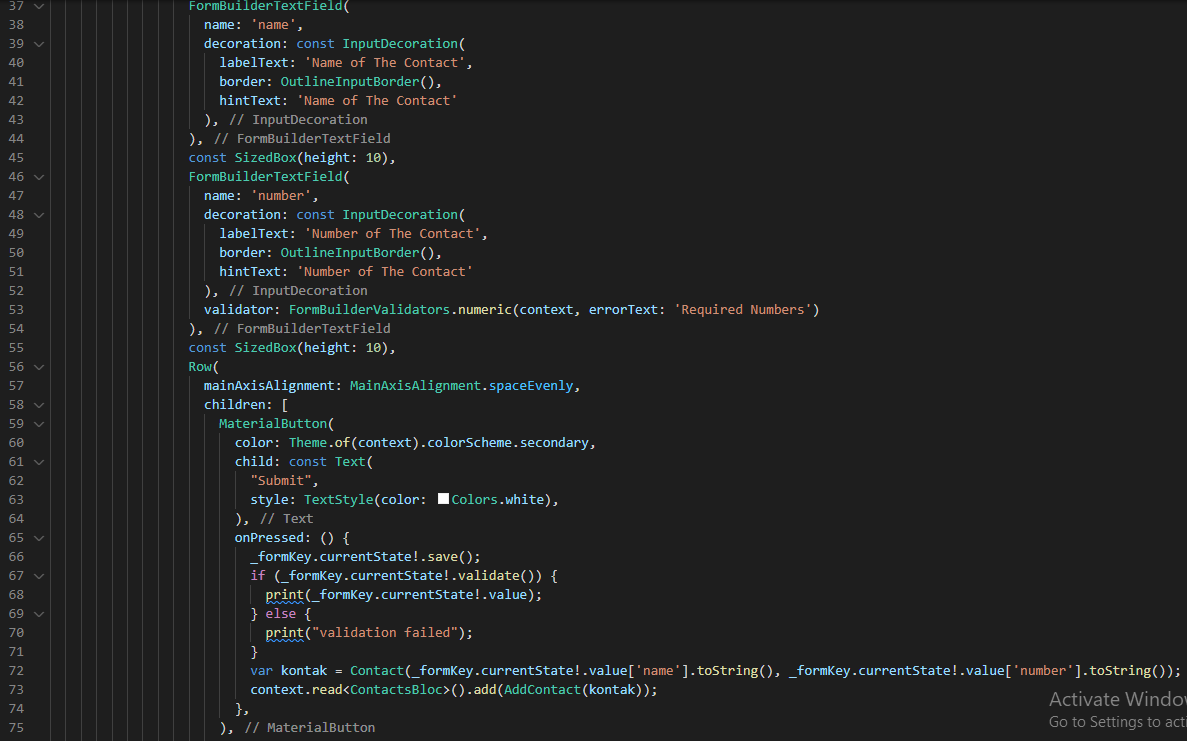 37 FormBuilderTextField(
38 name: 'name',
39 decoration: const InputDecoration(
40 labelText: 'Name of The Contact',
41 border: OutlineInputBorder(),
42 hintText: 'Name of The Contact'
43 ), // InputDecoration
44 ), // FormBuilderTextField
45 const SizedBox(height: 10),
46 FormBuilderTextField(
47 name: 'number',
48 decoration: const InputDecoration(
49 labelText: 'Number of The Contact',
50 border: OutlineInputBorder(),
51 hintText: 'Number of The Contact'
52 ), // InputDecoration
53 validator: FormBuilderValidators.numeric(context, errorText: 'Required Numbers')
54 ), // FormBuilderTextField
55 const SizedBox(height: 10),
56 Row(
57 mainAxisAlignment: MainAxisAlignment.spaceEvenly,
58 children: [
59 MaterialButton(
60 color: Theme.of(context).colorScheme.secondary,
61 child: const Text(
62 "Submit",
63 style: TextStyle(color: Colors.white),
64 ), // Text
65 onPressed: () {
66 _formKey.currentState!.save();
67 if (_formKey.currentState!.validate()) {
68 print(_formKey.currentState!.value);
69 } else {
70 print("validation failed");
71 }
72 var kontak = Contact(_formKey.currentState!.value['name'].toString(), _formKey.currentState!.value['number'].toString());
73 context.read<ContactsBloc>().add(AddContact(kontak));
74 },
75 ), // MaterialButton
Activate Window
Go to Settings to acti